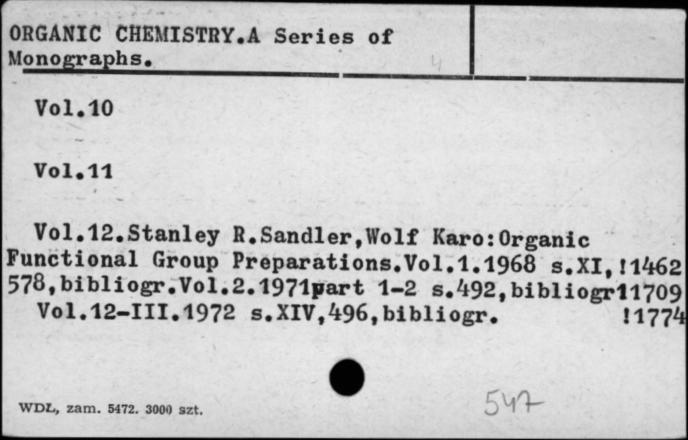 ORGANIC CHEMISTRY.A Series of
Monographs.
Vol.10
Vol.11
Vol.12.Stanley R.Sandler,Wolf Karo:Organic
Functional Group Preparations.Vol.1.1968 s.XI,!1462
578,bibliogr.Vol.2.1971part 1-2 s.492,bibliogr11709
Vol.12-III.1972 s.XIV,496,bibliogr. !1774
WDL, zam. 5472. 3000 szt.
547